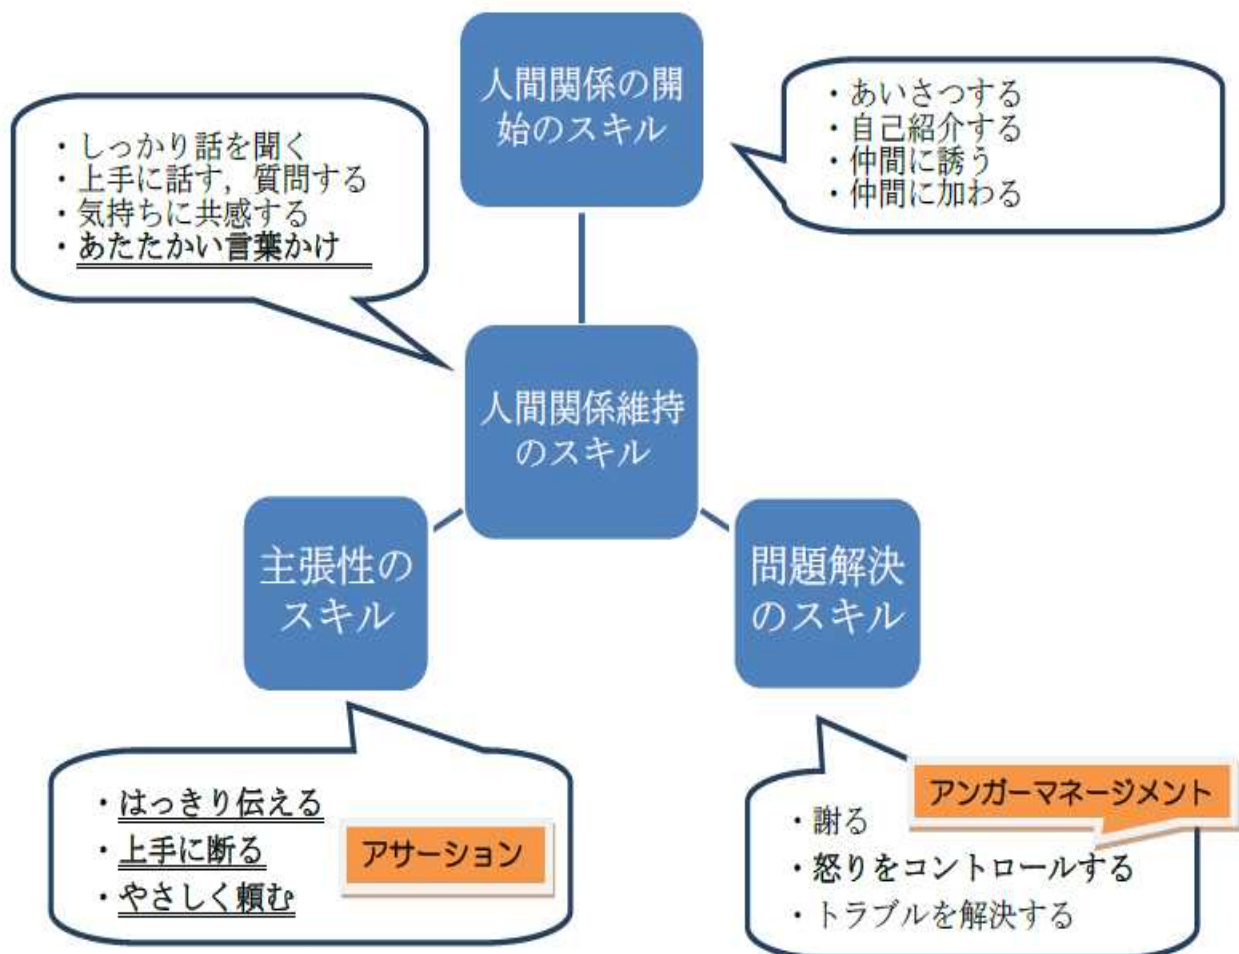 人間関係の開
始のスキル
・あいさつする
・自己紹介する
・仲間に誘う
・仲間に加わる
・しっかり話を聞く
・上手に話す，質問する
・気持ちに共感する
・あたたかい言葉かけ
人間関係維持
のスキル
主張性の
スキル
問題解決
のスキル
・はっきり伝える
・上手に断る
・やさしく頼む
アサーション
アンガーマネージメント
・謝る
・怒りをコントロールする
・トラブルを解決する